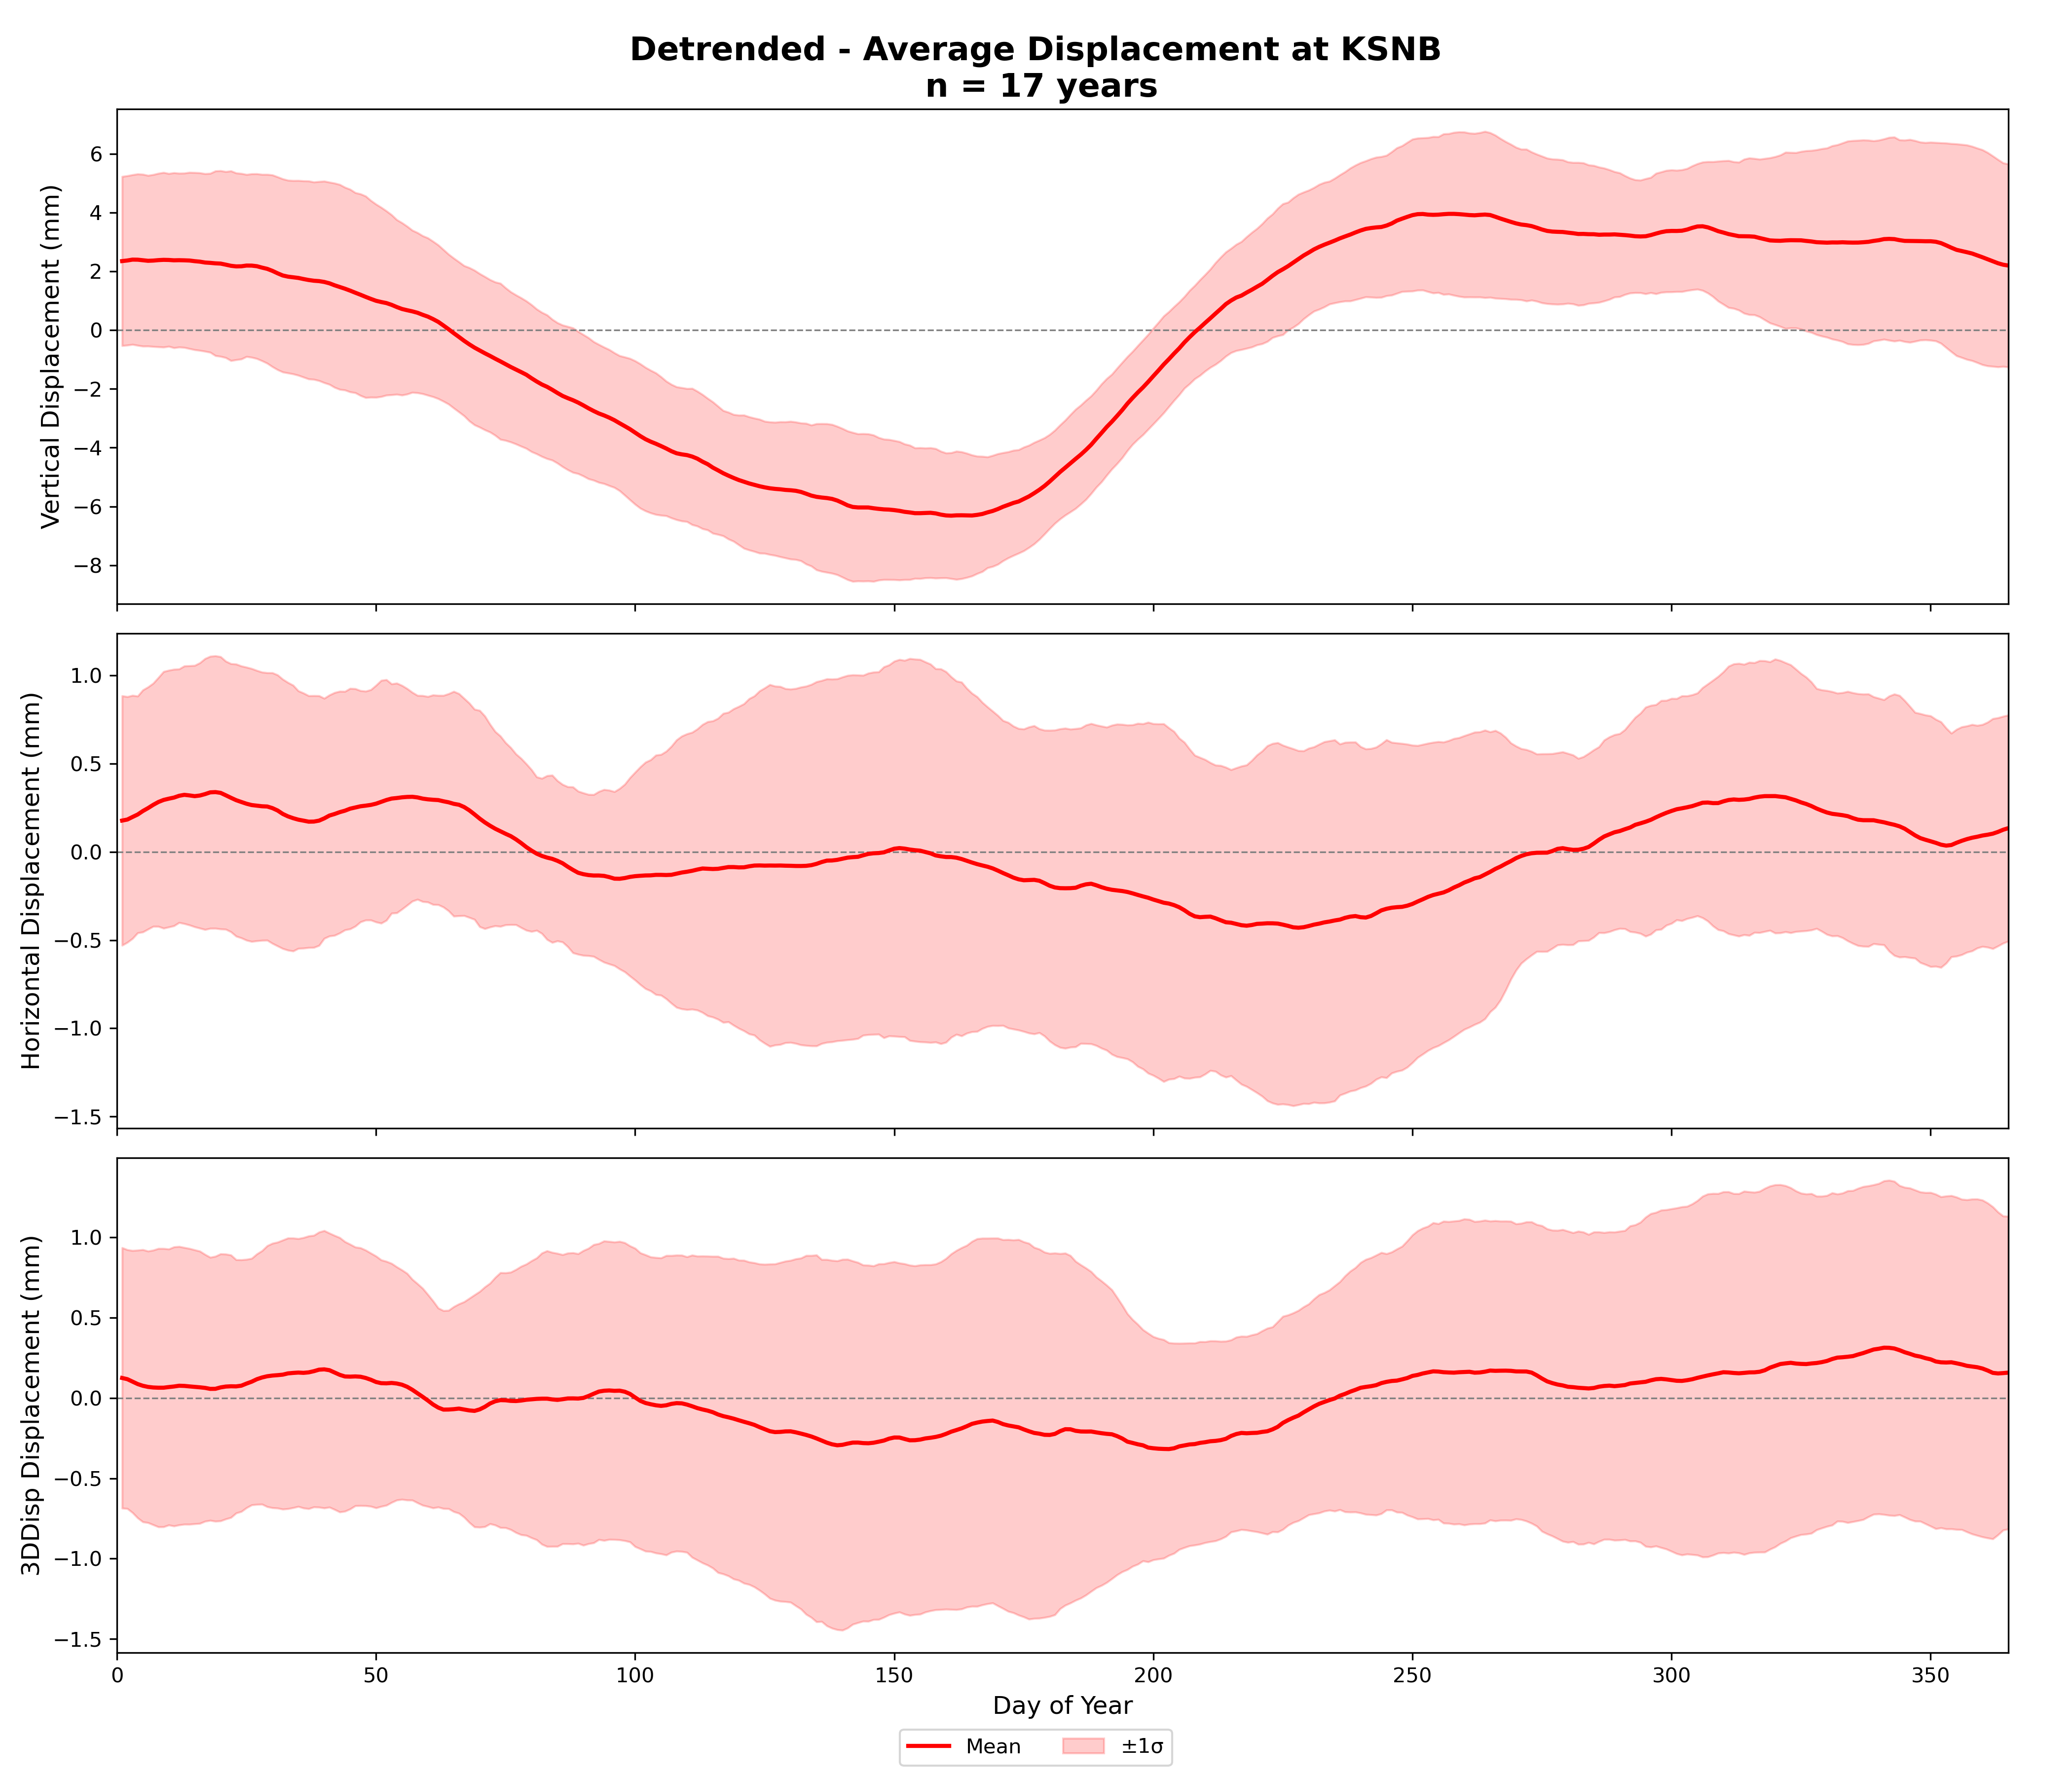 Detrended - Average Displacement at KSNB
n = 17 years
Vertical Displacement (mm)
6
4
2
0
−2
−4
−6
−8
Horizontal Displacement (mm)
1.0
0.5
0.0
−0.5
−1.0
−1.5
3DDisp Displacement (mm)
1.0
0.5
0.0
−0.5
−1.0
−1.5
0 50 100 150 200 250 300 350
Day of Year
Mean ±1σ